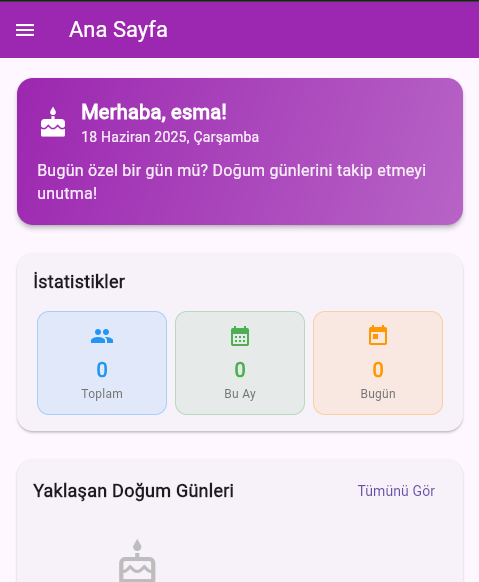 Ana Sayfa
Merhaba, esma!
18 Haziran 2025, Çarşamba
Bugün özel bir gün mü? Doğum günlerini takip etmeyi
unutma!
İstatistikler
0
Toplam
0
Bu Ay
0
Bugün
Yaklaşan Doğum Günleri
Tümünü Gör